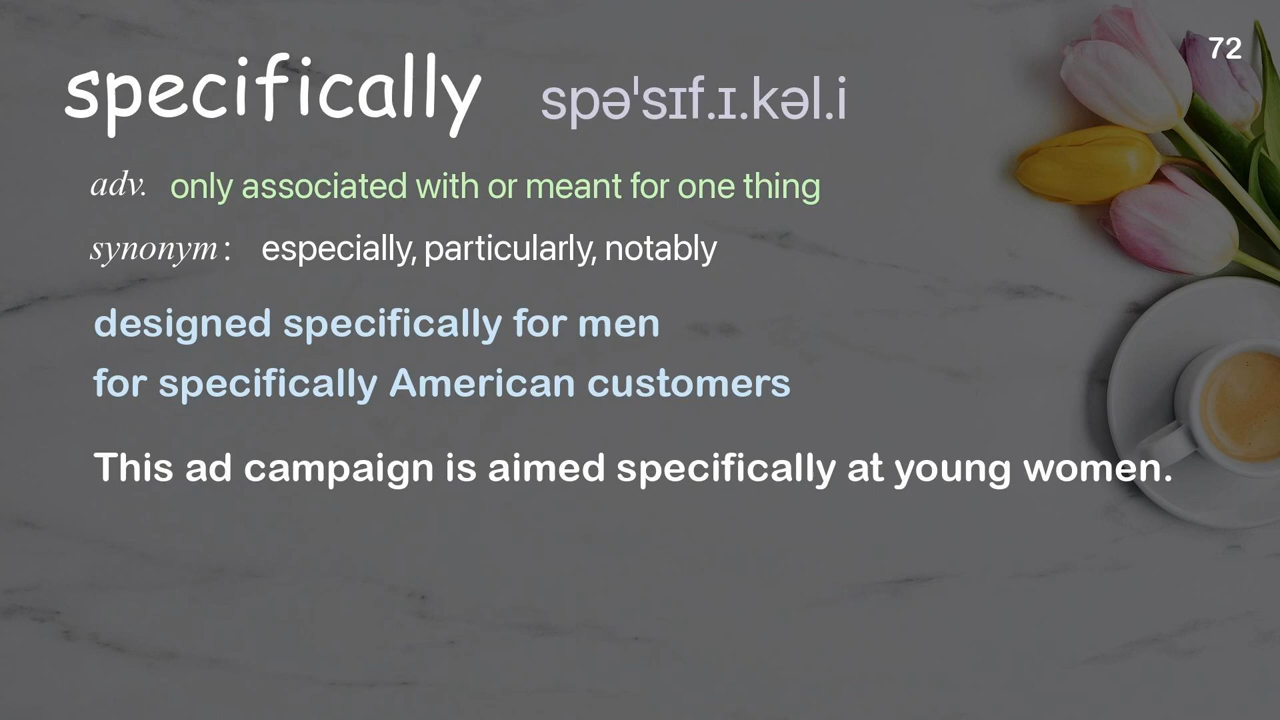 72
specifically spəˈsɪf.ɪ.kəl.i
adv. only associated with or meant for one thing
synonym: especially, particularly, notably
designed specifically for men
for specifically American customers
This ad campaign is aimed specifically at young women.